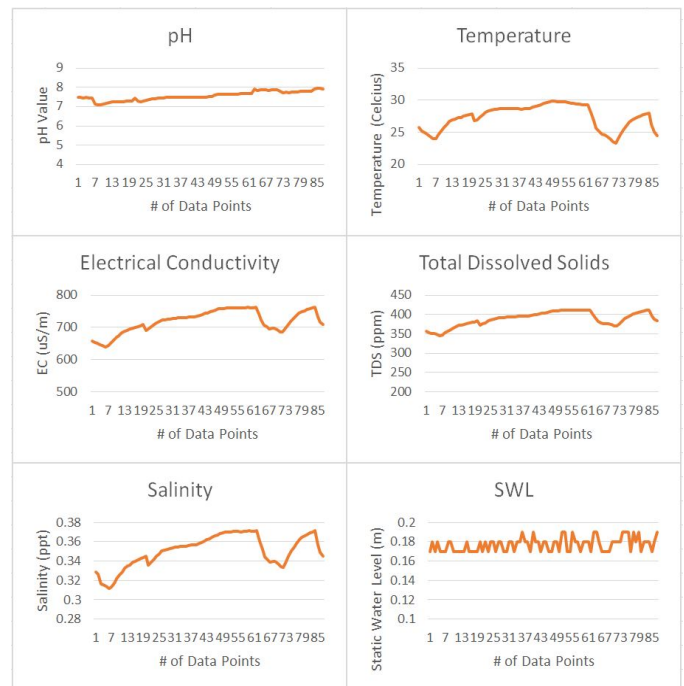 pH
9
8
7
6
5
4
pH Value
1 7 13 19 25 31 37 43 49 55 61 67 73 79 85
# of Data Points
Temperature
35
30
25
20
Temperature (Celcius)
1 7 13 19 25 31 37 43 49 55 61 67 73 79 85
# of Data Points
Electrical Conductivity
800
700
600
500
EC (uS/m)
1 7 13 19 25 31 37 43 49 55 61 67 73 79 85
# of Data Points
Total Dissolved Solids
450
400
350
300
250
200
TDS (ppm)
1 7 13 19 25 31 37 43 49 55 61 67 73 79 85
# of Data Points
Salinity
0.38
0.36
0.34
0.32
0.3
0.28
Salinity (ppt)
1 7 13 19 25 31 37 43 49 55 61 67 73 79 85
# of Data Points
SWL
0.2
0.18
0.16
0.14
0.12
0.1
Static Water Level (m)
1 7 13 19 25 31 37 43 49 55 61 67 73 79 85
# of Data Points